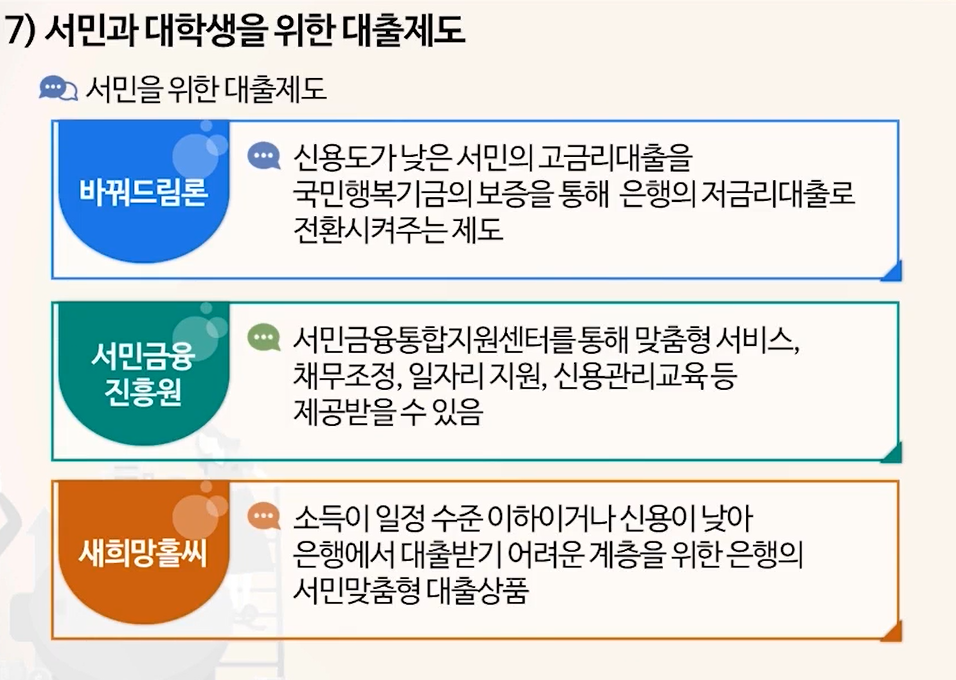 7) 서민과 대학생을 위한 대출제도
서민을 위한 대출제도
바꿔드림론
신용도가 낮은 서민의 고금리대출을
국민행복기금의 보증을 통해 은행의 저금리대출로
전환시켜주는 제도
서민금융
진흥원
서민금융통합지원센터를 통해 맞춤형 서비스,
채무조정, 일자리 지원, 신용관리교육 등
제공받을 수 있음
새희망홀씨
소득이 일정 수준 이하이거나 신용이 낮아
은행에서 대출받기 어려운 계층을 위한 은행의
서민맞춤형 대출상품